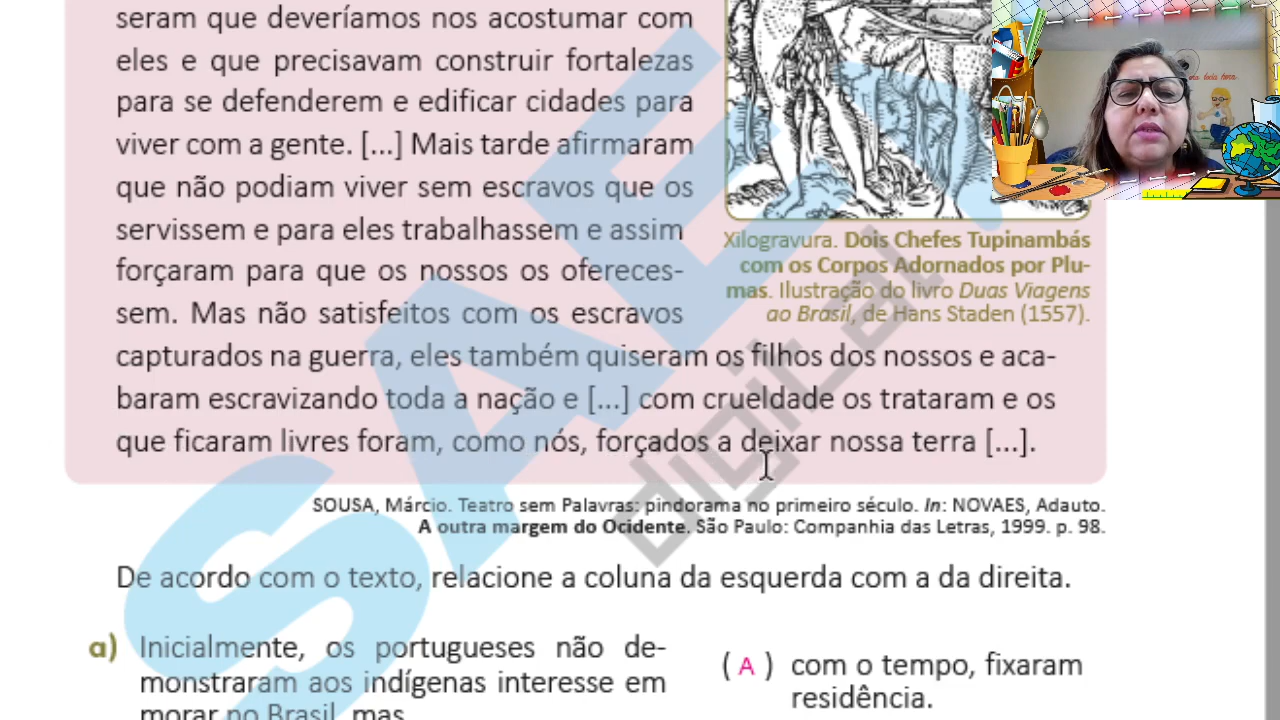 seram que deveríamos nos acostumar com
eles e que precisavam construir fortalezas
para se defenderem e edificar cidades para
viver com a gente. [...] Mais tarde afirmaram
que não podiam viver sem escravos que os
servissem e para eles trabalhassem e assim
forçaram para que os nossos os ofereces-
sem. Mas não satisfeitos com os escravos
capturados na guerra, eles também quiseram os filhos dos nossos e aca-
baram escravizando toda a nação e [...] com crueldade os trataram e os
que ficaram livres foram, como nós, forçados a deixar nossa terra [...].
Xilogravura. Dois Chefes Tupinambás
com os Corpos Adornados por Plu-
mas. Ilustração do livro Duas Viagens
ao Brasil, de Hans Staden (1557).
SOUSA, Márcio. Teatro sem Palavras: pindorama no primeiro século. In: NOVAES, Adauto.
A outra margem do Ocidente. São Paulo: Companhia das Letras, 1999. p. 98.
De acordo com o texto, relacione a coluna da esquerda com a da direita.
a) Inicialmente, os portugueses não de-
monstraram aos indígenas interesse em
morar no Brasil, mas
( A ) com o tempo, fixaram
residência.
SAE
digital